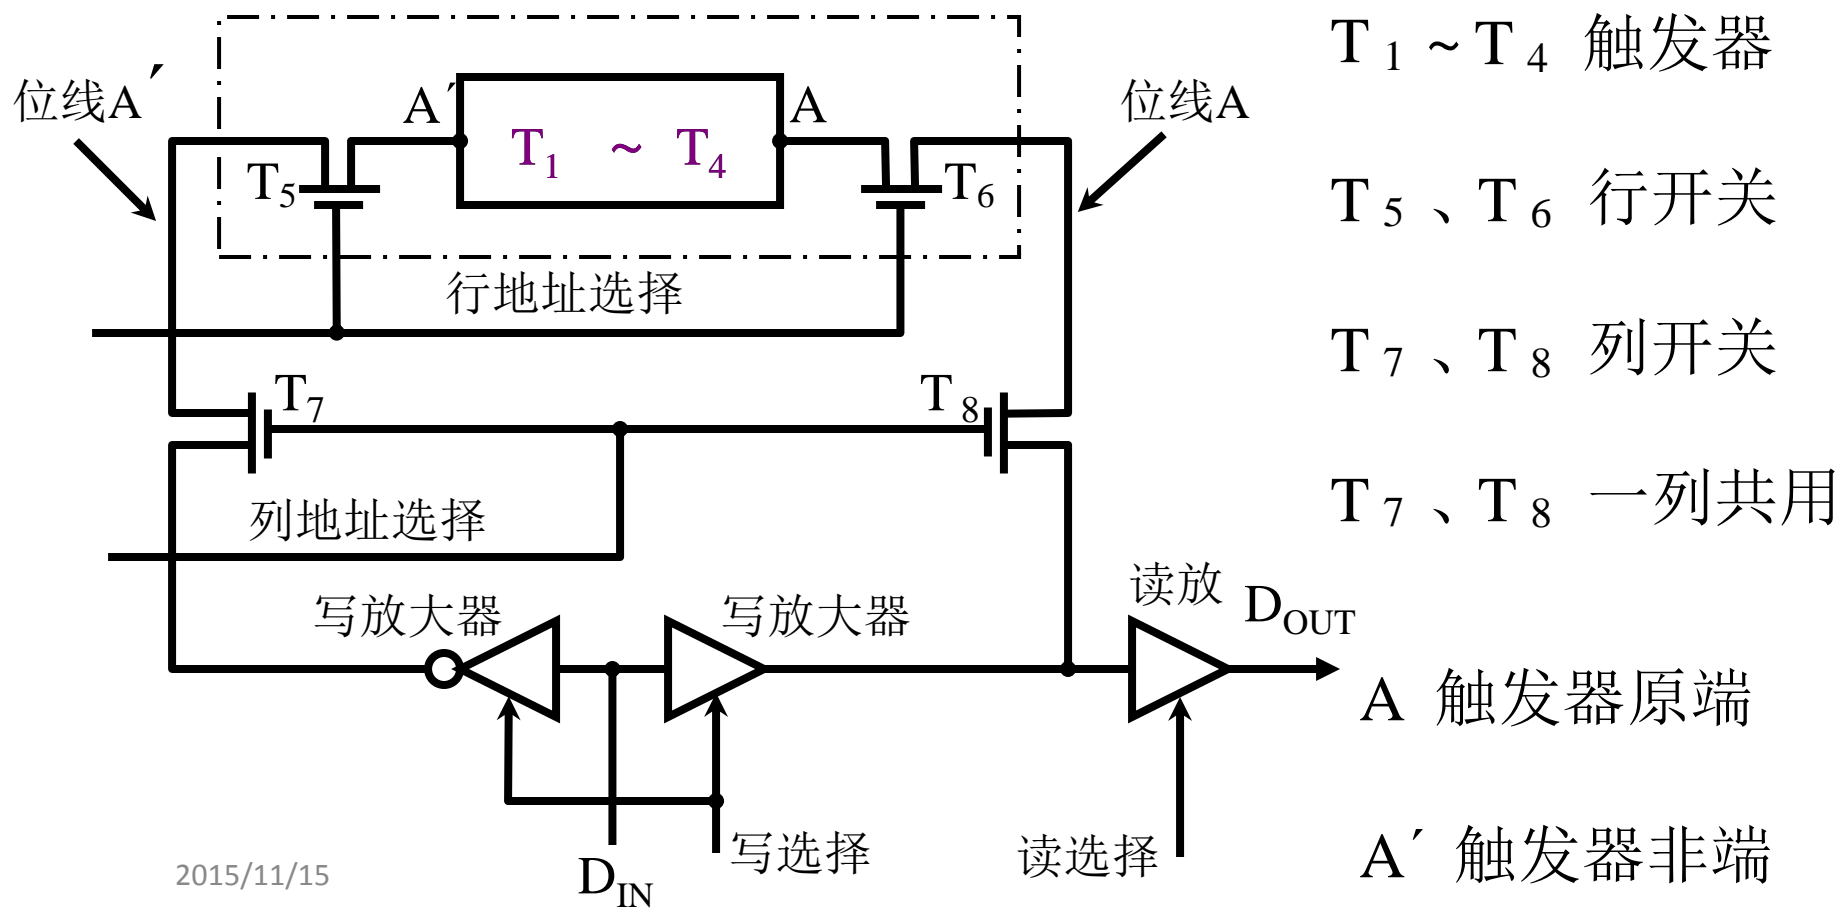 T1 ~ T4 触发器
位线A′
A′
A
位线A
T1 ~ T4
T5
T6
T5 、T6 行开关
行地址选择
T7 、T8 列开关
T7
T8
列地址选择
T7 、T8 一列共用
写放大器
写放大器
读放
DOUT
A 触发器原端
写选择
读选择
A′ 触发器非端
DIN
2015/11/15